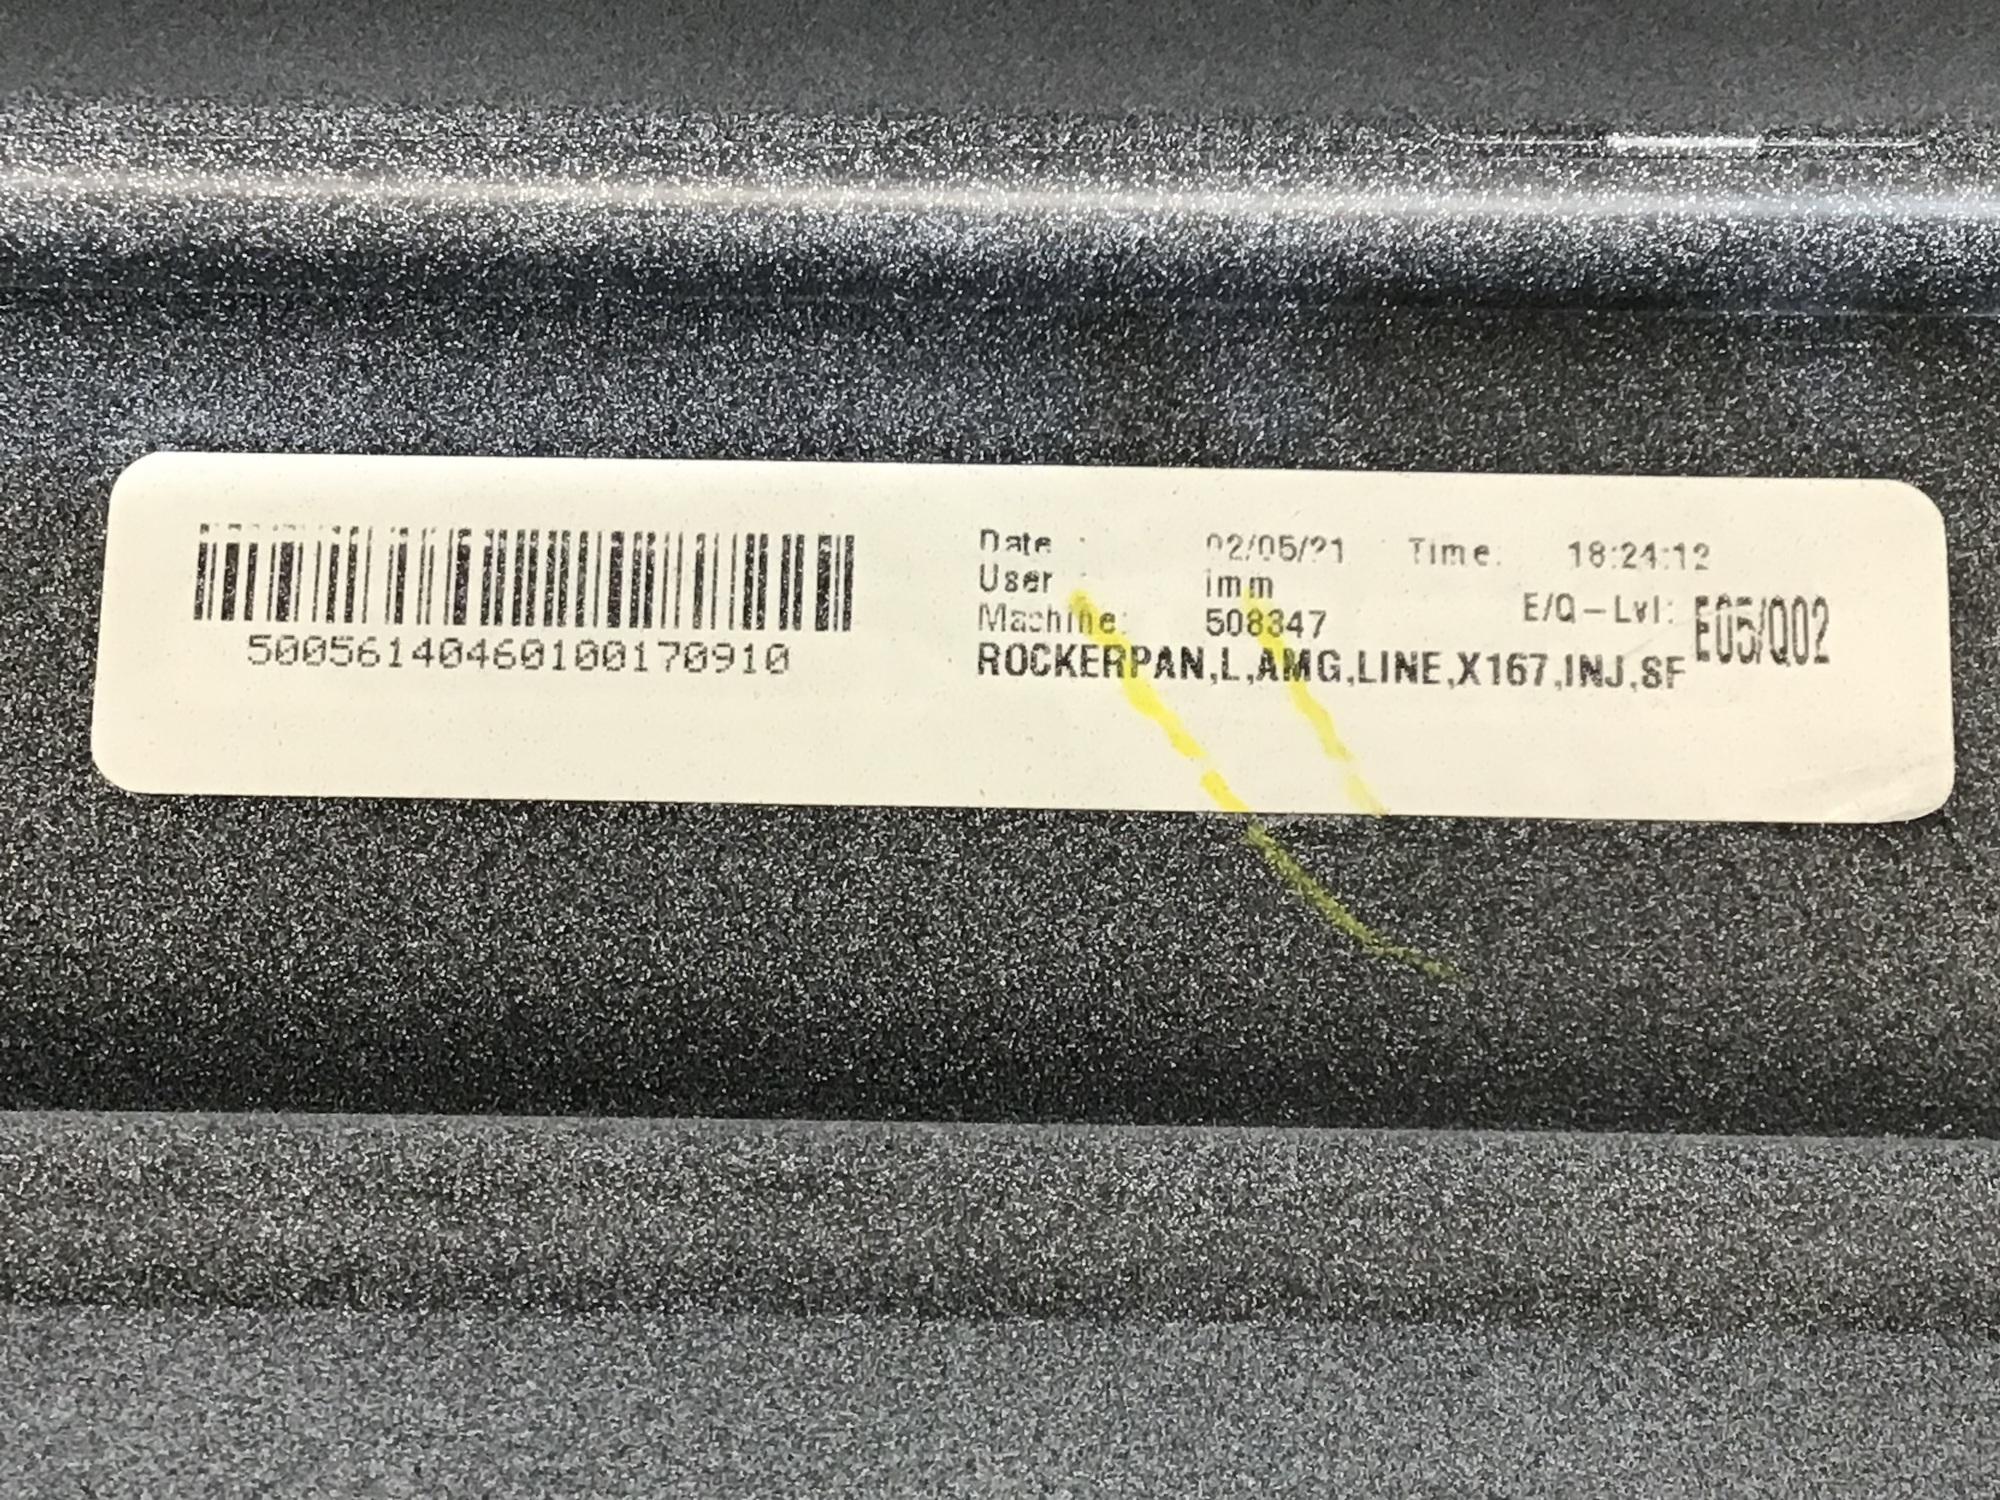 50056140460100170910
Date : 02/05/21 Time: 18:24:12
User : imm
Machine: 508347 E/Q-Lvl: E05/Q02
ROCKERPAN,L,AMG,LINE,X167,INJ,SF